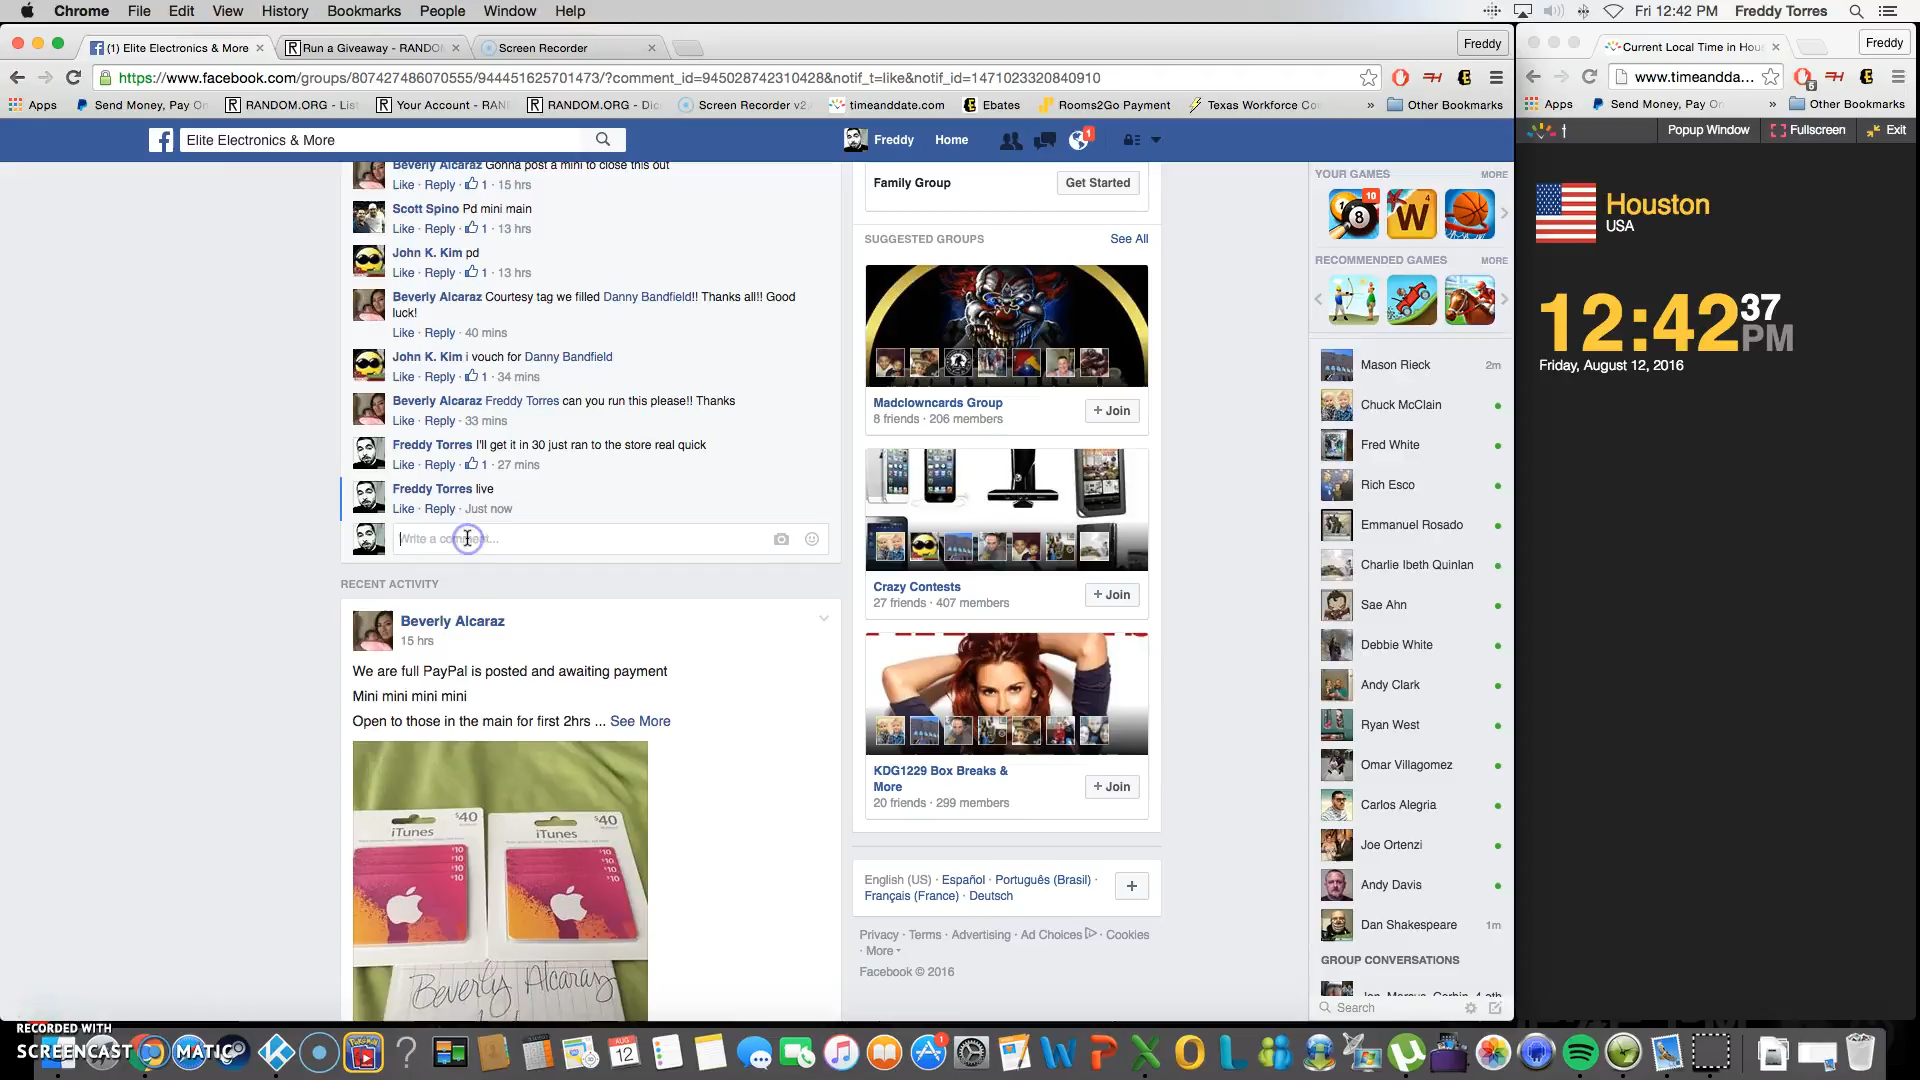 Chrome File Edit View History Bookmarks People Window Help
Fri 12:42 PM Freddy Torres
(1) Elite Electronics & More
Run a Giveaway - RANDO
Screen Recorder
Freddy
Current Local Time in Hou
Freddy
https://www.facebook.com/groups/807427486070555/944451625701473/?comment_id=945028742310428&notif_t=like&notif_id=1471023320840910
www.timeandda...
Apps Send Money, Pay On RANDOM.ORG - List Your Account - RAN RANDOM.ORG - Dic Screen Recorder v2 timeanddate.com Ebates Rooms2Go Payment Texas Workforce Co » Other Bookmarks
Apps Send Money, Pay On » Other Bookmarks
Elite Electronics & More
Freddy Home 1
Popup Window Fullscreen Exit
Beverly Alcaraz Gonna post a mini to close this out
Like · Reply · 1 · 15 hrs
Scott Spino Pd mini main
Like · Reply · 1 · 13 hrs
John K. Kim pd
Like · Reply · 1 · 13 hrs
Beverly Alcaraz Courtesy tag we filled Danny Bandfield!! Thanks all!! Good
luck!
Like · Reply · 40 mins
John K. Kim i vouch for Danny Bandfield
Like · Reply · 1 · 34 mins
Beverly Alcaraz Freddy Torres can you run this please!! Thanks
Like · Reply · 33 mins
Freddy Torres I'll get it in 30 just ran to the store real quick
Like · Reply · 1 · 27 mins
Freddy Torres live
Like · Reply · Just now
Write a comment...
RECENT ACTIVITY
Beverly Alcaraz
15 hrs
We are full PayPal is posted and awaiting payment
Mini mini mini mini
Open to those in the main for first 2hrs ... See More
iTunes $40
$10
$10
$10
$10
iTunes $40
$10
$10
$10
$10
Beverly Alcaraz
Family Group Get Started
SUGGESTED GROUPS See All
Madclowncards Group
8 friends · 206 members
+ Join
Crazy Contests
27 friends · 407 members
+ Join
KDG1229 Box Breaks &
More
20 friends · 299 members
+ Join
English (US) · Español · Português (Brasil) ·
Français (France) · Deutsch
+
Privacy · Terms · Advertising · Ad Choices · Cookies
· More
Facebook © 2016
YOUR GAMES MORE
10
8
W
4
RECOMMENDED GAMES MORE
Mason Rieck 2m
Chuck McClain
Fred White
Rich Esco
Emmanuel Rosado
Charlie Ibeth Quinlan
Sae Ahn
Debbie White
Andy Clark
Ryan West
Omar Villagomez
Carlos Alegria
Joe Ortenzi
Andy Davis
Dan Shakespeare 1m
GROUP CONVERSATIONS
Search
Houston
USA
12:42 37
PM
Friday, August 12, 2016
RECORDED WITH
SCREENCAST MATIC
AUG
12
1